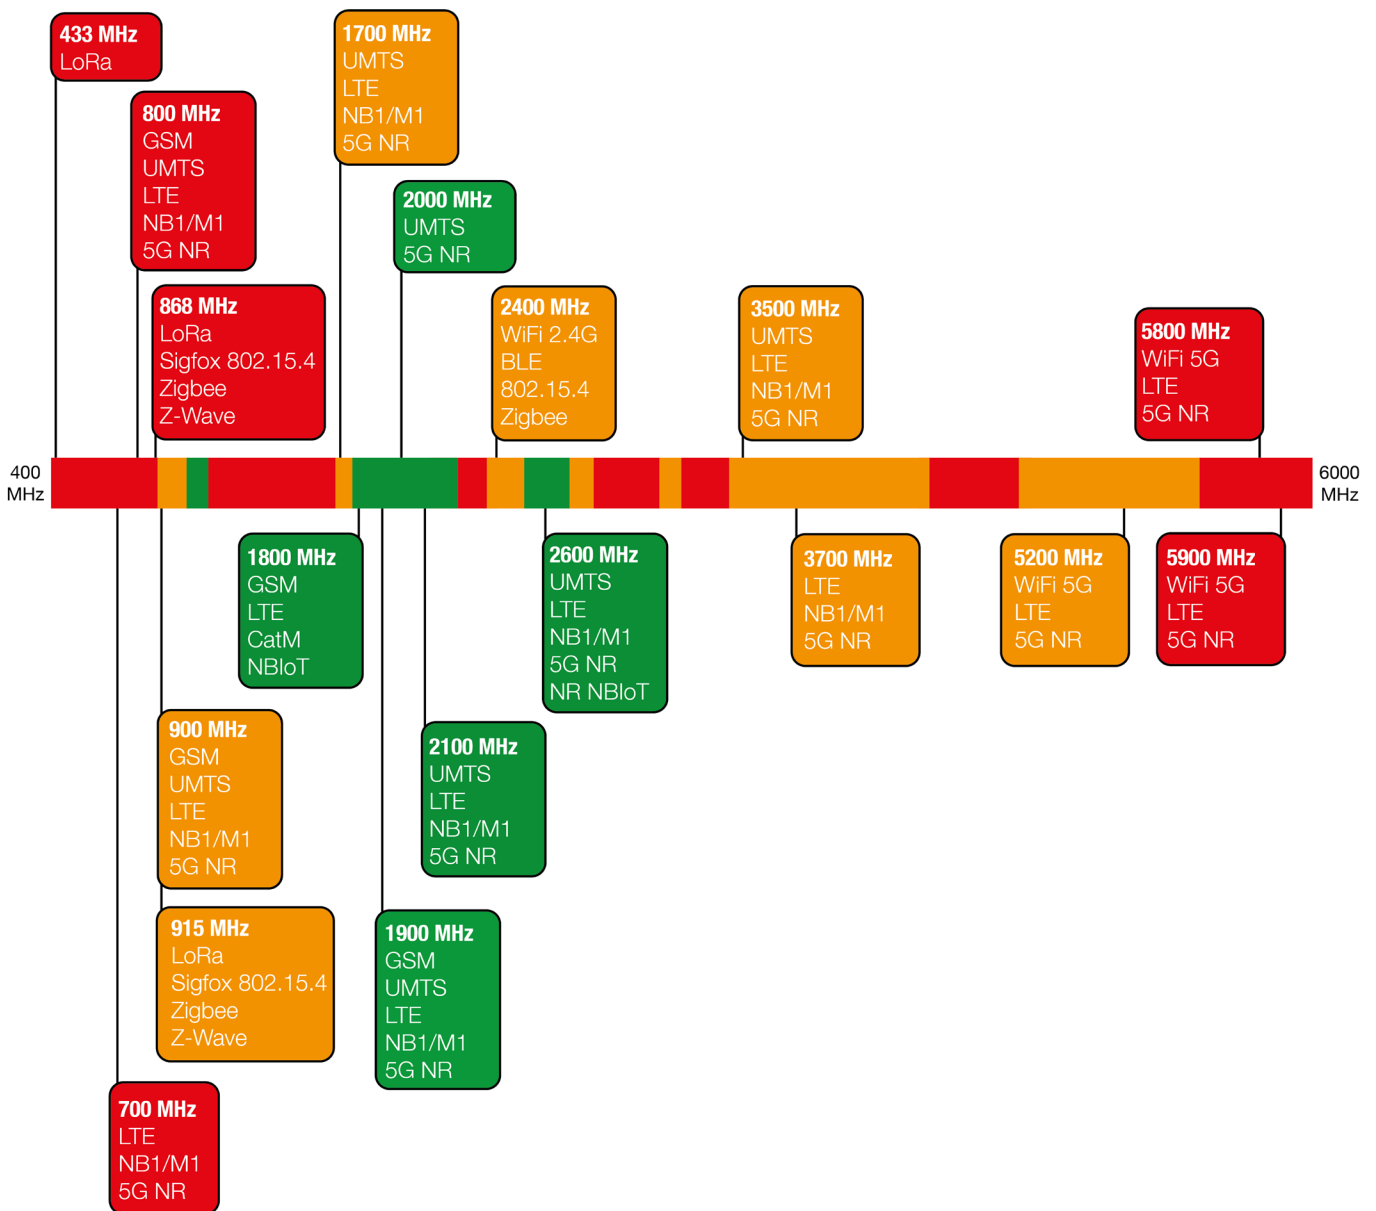 433 MHz
LoRa
800 MHz
GSM
UMTS
LTE
NB1/M1
5G NR
868 MHz
LoRa
Sigfox 802.15.4
Zigbee
Z-Wave
1700 MHz
UMTS
LTE
NB1/M1
5G NR
2000 MHz
UMTS
5G NR
2400 MHz
WiFi 2.4G
BLE
802.15.4
Zigbee
3500 MHz
UMTS
LTE
NB1/M1
5G NR
5800 MHz
WiFi 5G
LTE
5G NR
400
MHz
6000
MHz
1800 MHz
GSM
LTE
CatM
NBIoT
2600 MHz
UMTS
LTE
NB1/M1
5G NR
NR NBIoT
3700 MHz
LTE
NB1/M1
5G NR
5200 MHz
WiFi 5G
LTE
5G NR
5900 MHz
WiFi 5G
LTE
5G NR
900 MHz
GSM
UMTS
LTE
NB1/M1
5G NR
2100 MHz
UMTS
LTE
NB1/M1
5G NR
915 MHz
LoRa
Sigfox 802.15.4
Zigbee
Z-Wave
1900 MHz
GSM
UMTS
LTE
NB1/M1
5G NR
700 MHz
LTE
NB1/M1
5G NR